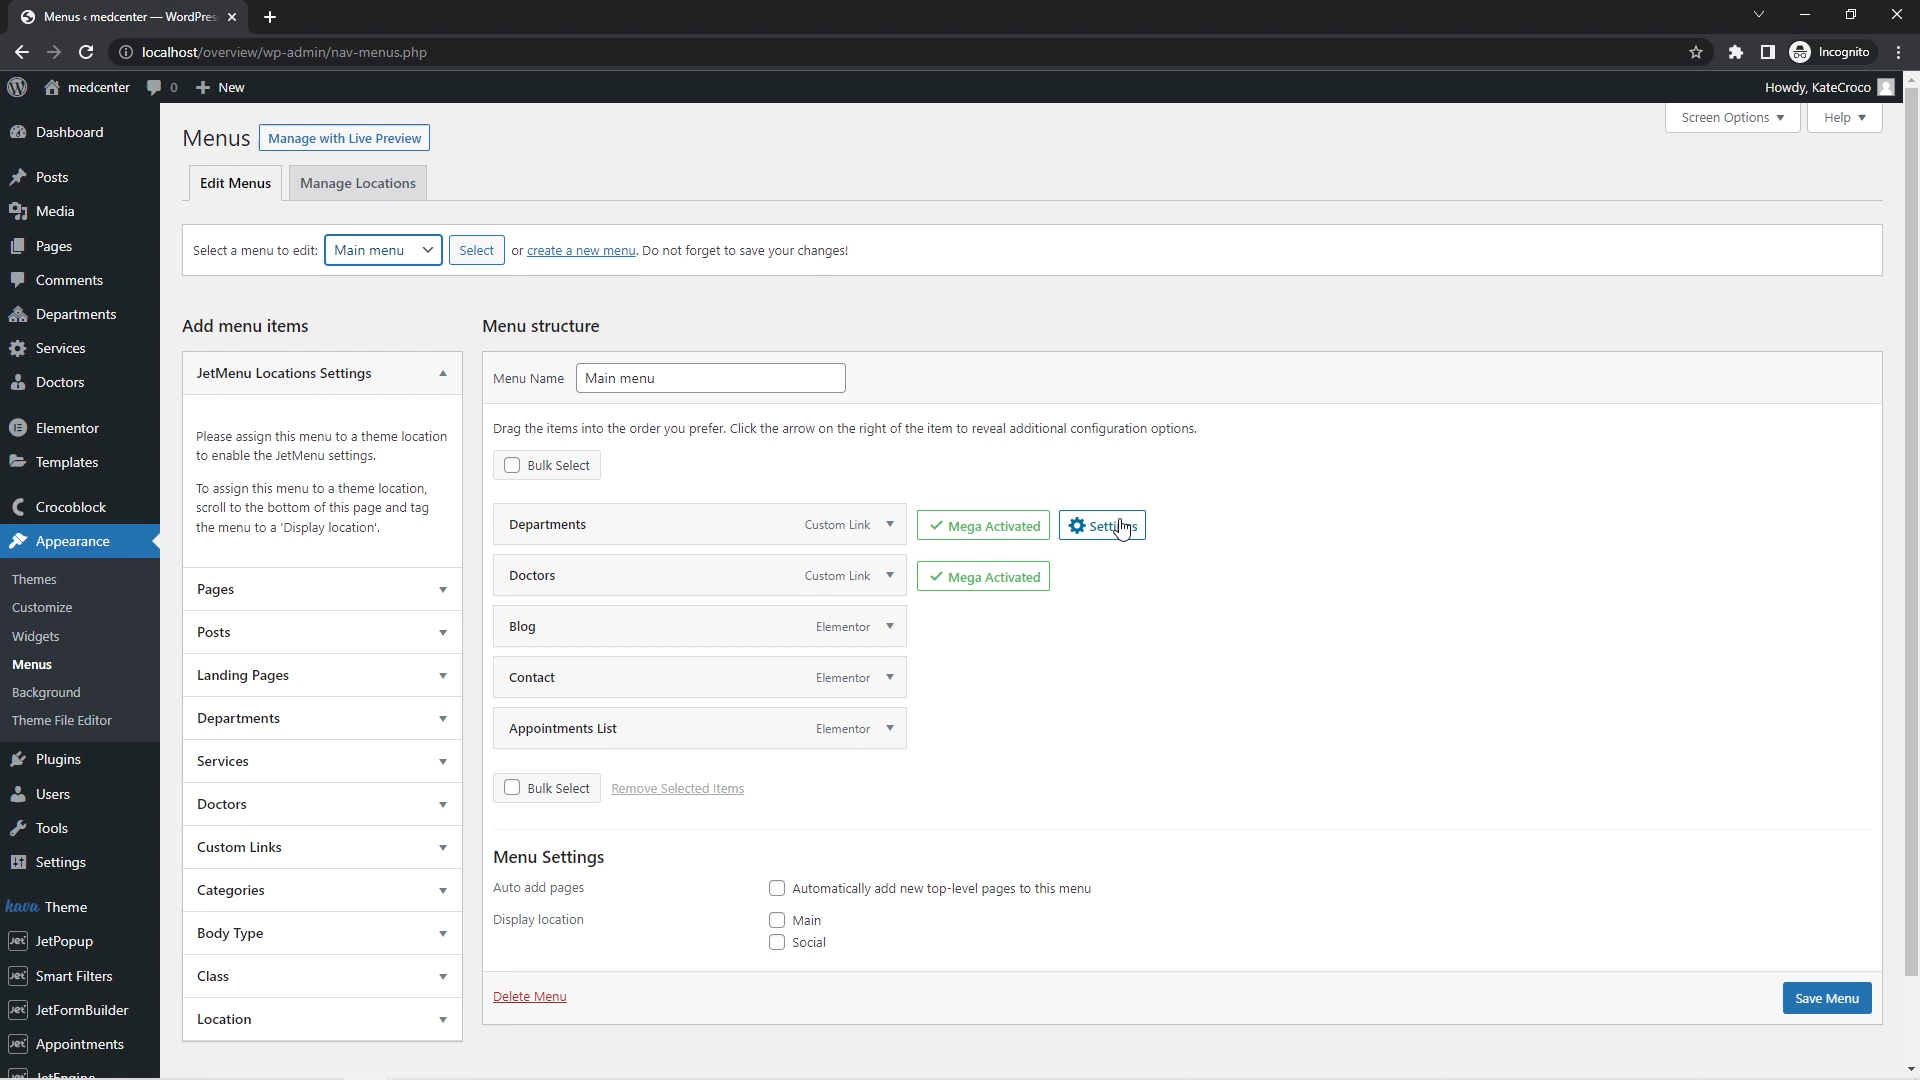 Menus ‹ medcenter — WordPres
localhost/overview/wp-admin/nav-menus.php
Incognito
medcenter
0
New
Howdy, KateCroco
Dashboard
Posts
Media
Pages
Comments
Departments
Services
Doctors
Elementor
Templates
Crocoblock
Appearance
Themes
Customize
Widgets
Menus
Background
Theme File Editor
Plugins
Users
Tools
Settings
kava Theme
Jet JetPopup
Jet Smart Filters
Jet JetFormBuilder
Jet Appointments
Screen Options
Help
Menus
Manage with Live Preview
Edit Menus
Manage Locations
Select a menu to edit: Main menu Select or create a new menu. Do not forget to save your changes!
Add menu items
JetMenu Locations Settings
Please assign this menu to a theme location
to enable the JetMenu settings.
To assign this menu to a theme location,
scroll to the bottom of this page and tag
the menu to a 'Display location'.
Pages
Posts
Landing Pages
Departments
Services
Doctors
Custom Links
Categories
Body Type
Class
Location
Menu structure
Menu Name Main menu
Drag the items into the order you prefer. Click the arrow on the right of the item to reveal additional configuration options.
Bulk Select
Departments Custom Link Mega Activated Settings
Doctors Custom Link Mega Activated
Blog Elementor
Contact Elementor
Appointments List Elementor
Bulk Select Remove Selected Items
Menu Settings
Auto add pages Automatically add new top-level pages to this menu
Display location Main
Social
Delete Menu
Save Menu